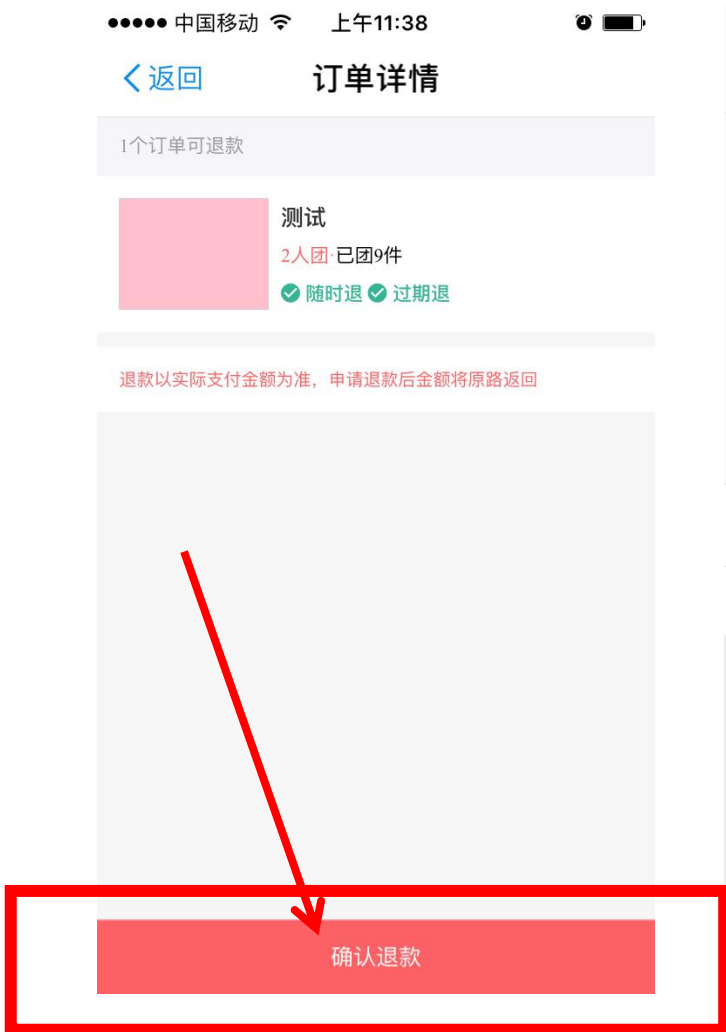 中国移动 上午11:38
返回 订单详情
1个订单可退款
测试
2人团·已团9件
随时退 过期退
退款以实际支付金额为准，申请退款后金额将原路返回
确认退款